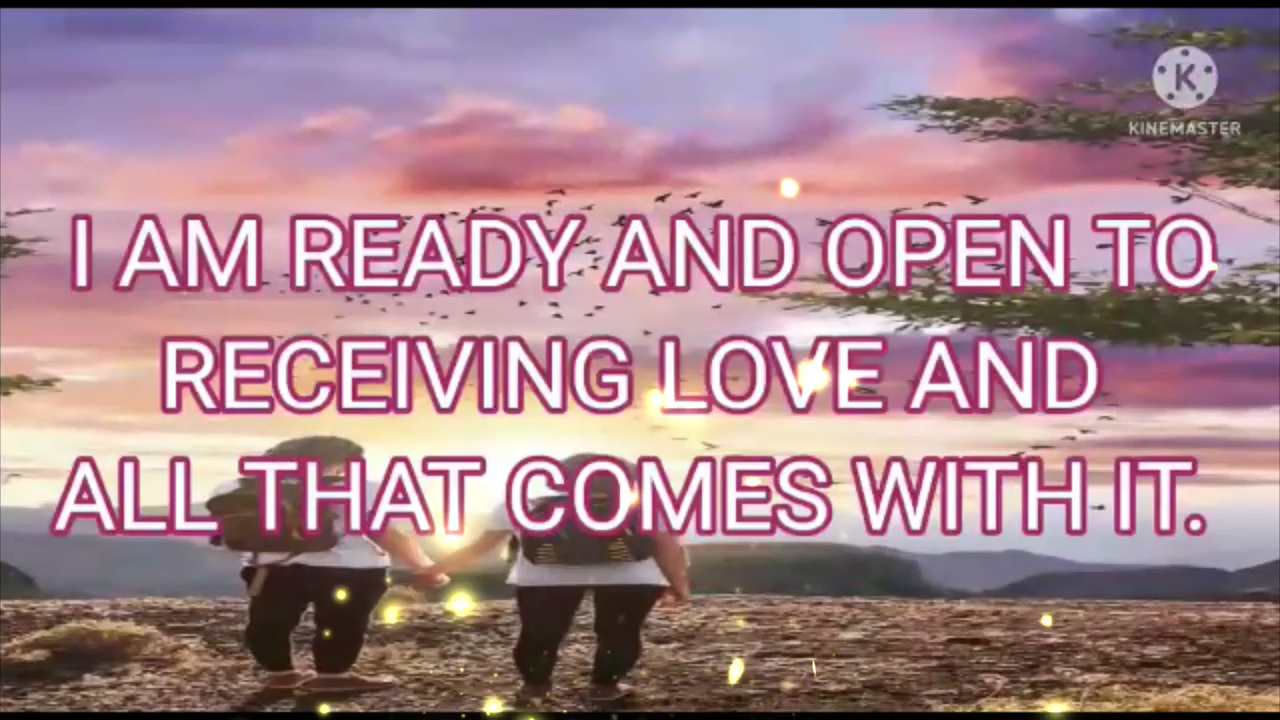 KINEMASTER
I AM READY AND OPEN TO
RECEIVING LOVE AND
ALL THAT COMES WITH IT.